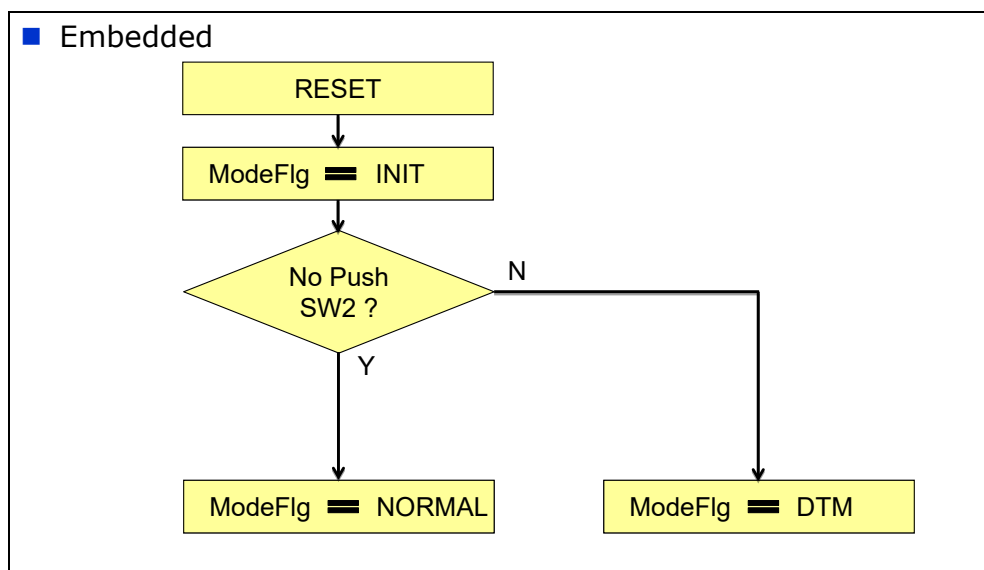 Embedded
RESET
ModeFlg = INIT
No Push
SW2 ?
N
Y
ModeFlg = NORMAL
ModeFlg = DTM